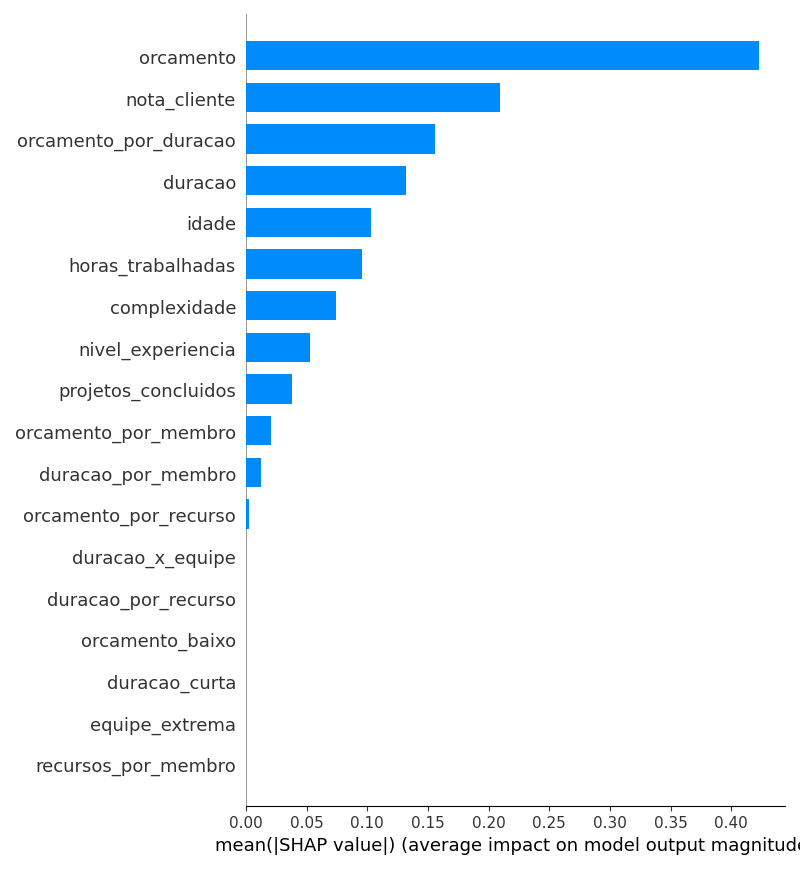 orcamento
nota_cliente
orcamento_por_duracao
duracao
idade
horas_trabalhadas
complexidade
nivel_experiencia
projetos_concluidos
orcamento_por_membro
duracao_por_membro
orcamento_por_recurso
duracao_x_equipe
duracao_por_recurso
orcamento_baixo
duracao_curta
equipe_extrema
recursos_por_membro
0.00 0.05 0.10 0.15 0.20 0.25 0.30 0.35 0.40
mean(|SHAP value|) (average impact on model output magnitude